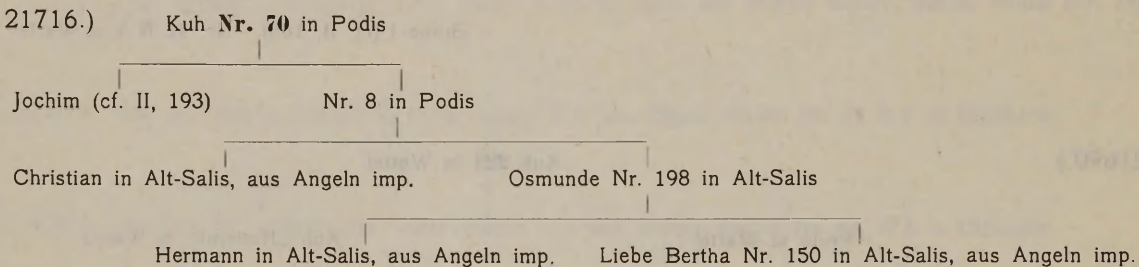 21716.) Kuh Nr. 70 in Podis
Jochim (cf. II, 193) Nr. 8 in Podis
Christian in Alt-Salis, aus Angeln imp. Osmunde Nr. 198 in Alt-Salis
Hermann in Alt-Salis, aus Angeln imp. Liebe Bertha Nr. 150 in Alt-Salis, aus Angeln imp.